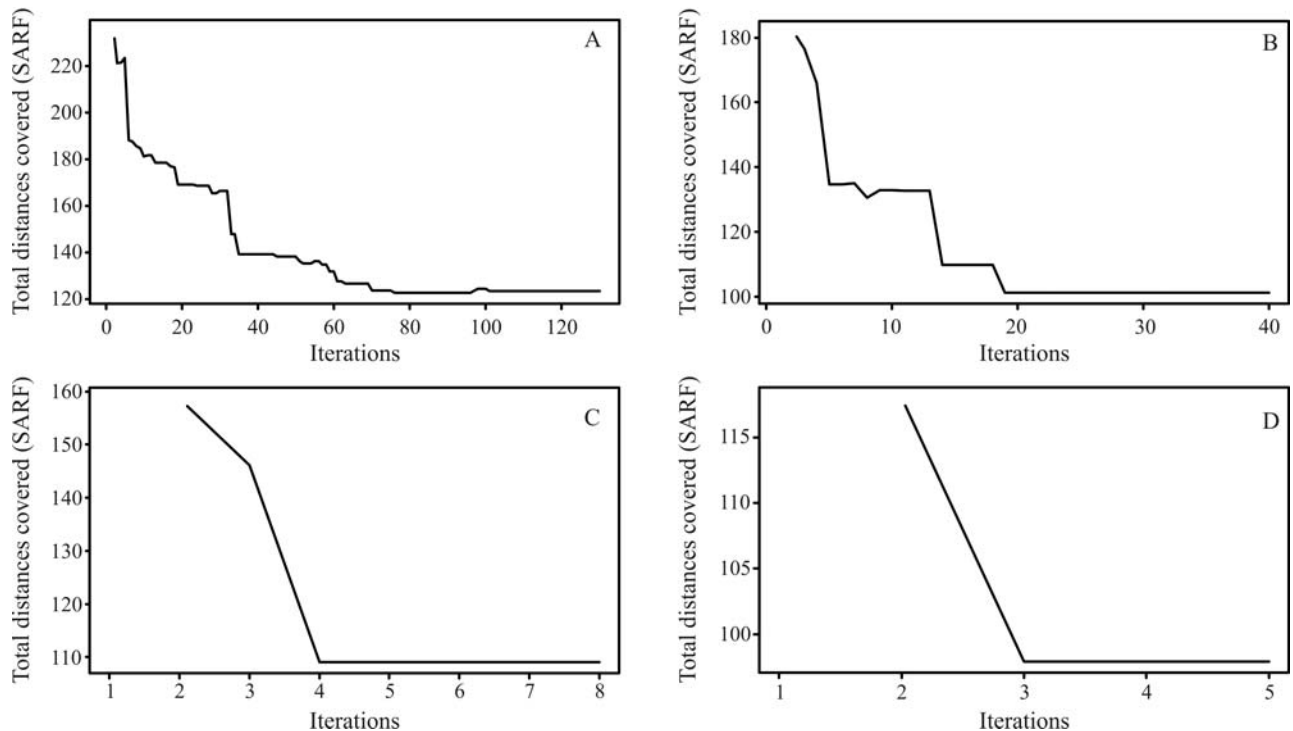 A
Total distances covered (SARF)
220
200
180
160
140
120
0 20 40 60 80 100 120
Iterations
B
Total distances covered (SARF)
180
160
140
120
100
0 10 20 30 40
Iterations
C
Total distances covered (SARF)
160
150
140
130
120
110
1 2 3 4 5 6 7 8
Iterations
D
Total distances covered (SARF)
115
110
105
100
1 2 3 4 5
Iterations